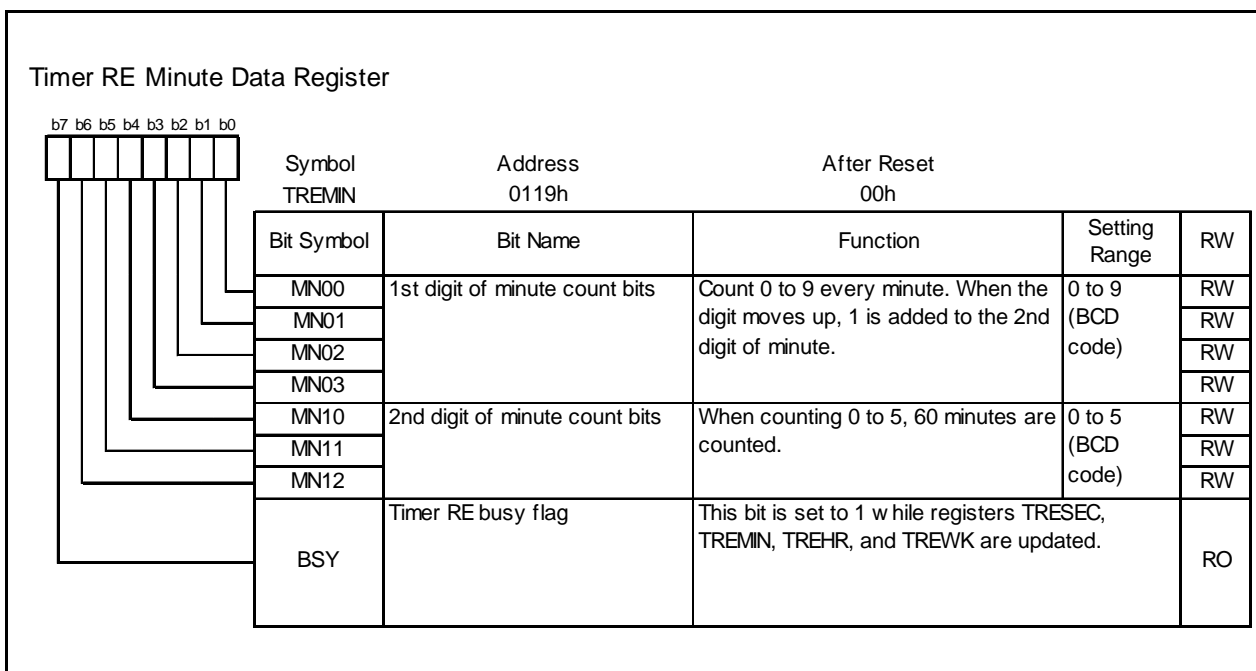 Timer RE Minute Data Register
b7 b6 b5 b4 b3 b2 b1 b0
Symbol Address After Reset
TREMIN 0119h 00h
Bit Symbol Bit Name Function Setting Range RW
MN00 1st digit of minute count bits Count 0 to 9 every minute. When the 0 to 9 RW
MN01 digit moves up, 1 is added to the 2nd (BCD RW
MN02 digit of minute. code) RW
MN03 RW
MN10 2nd digit of minute count bits When counting 0 to 5, 60 minutes are 0 to 5 RW
MN11 counted. (BCD RW
MN12 code) RW
Timer RE busy flag This bit is set to 1 w hile registers TRESEC,
TREMIN, TREHR, and TREWK are updated.
BSY RO